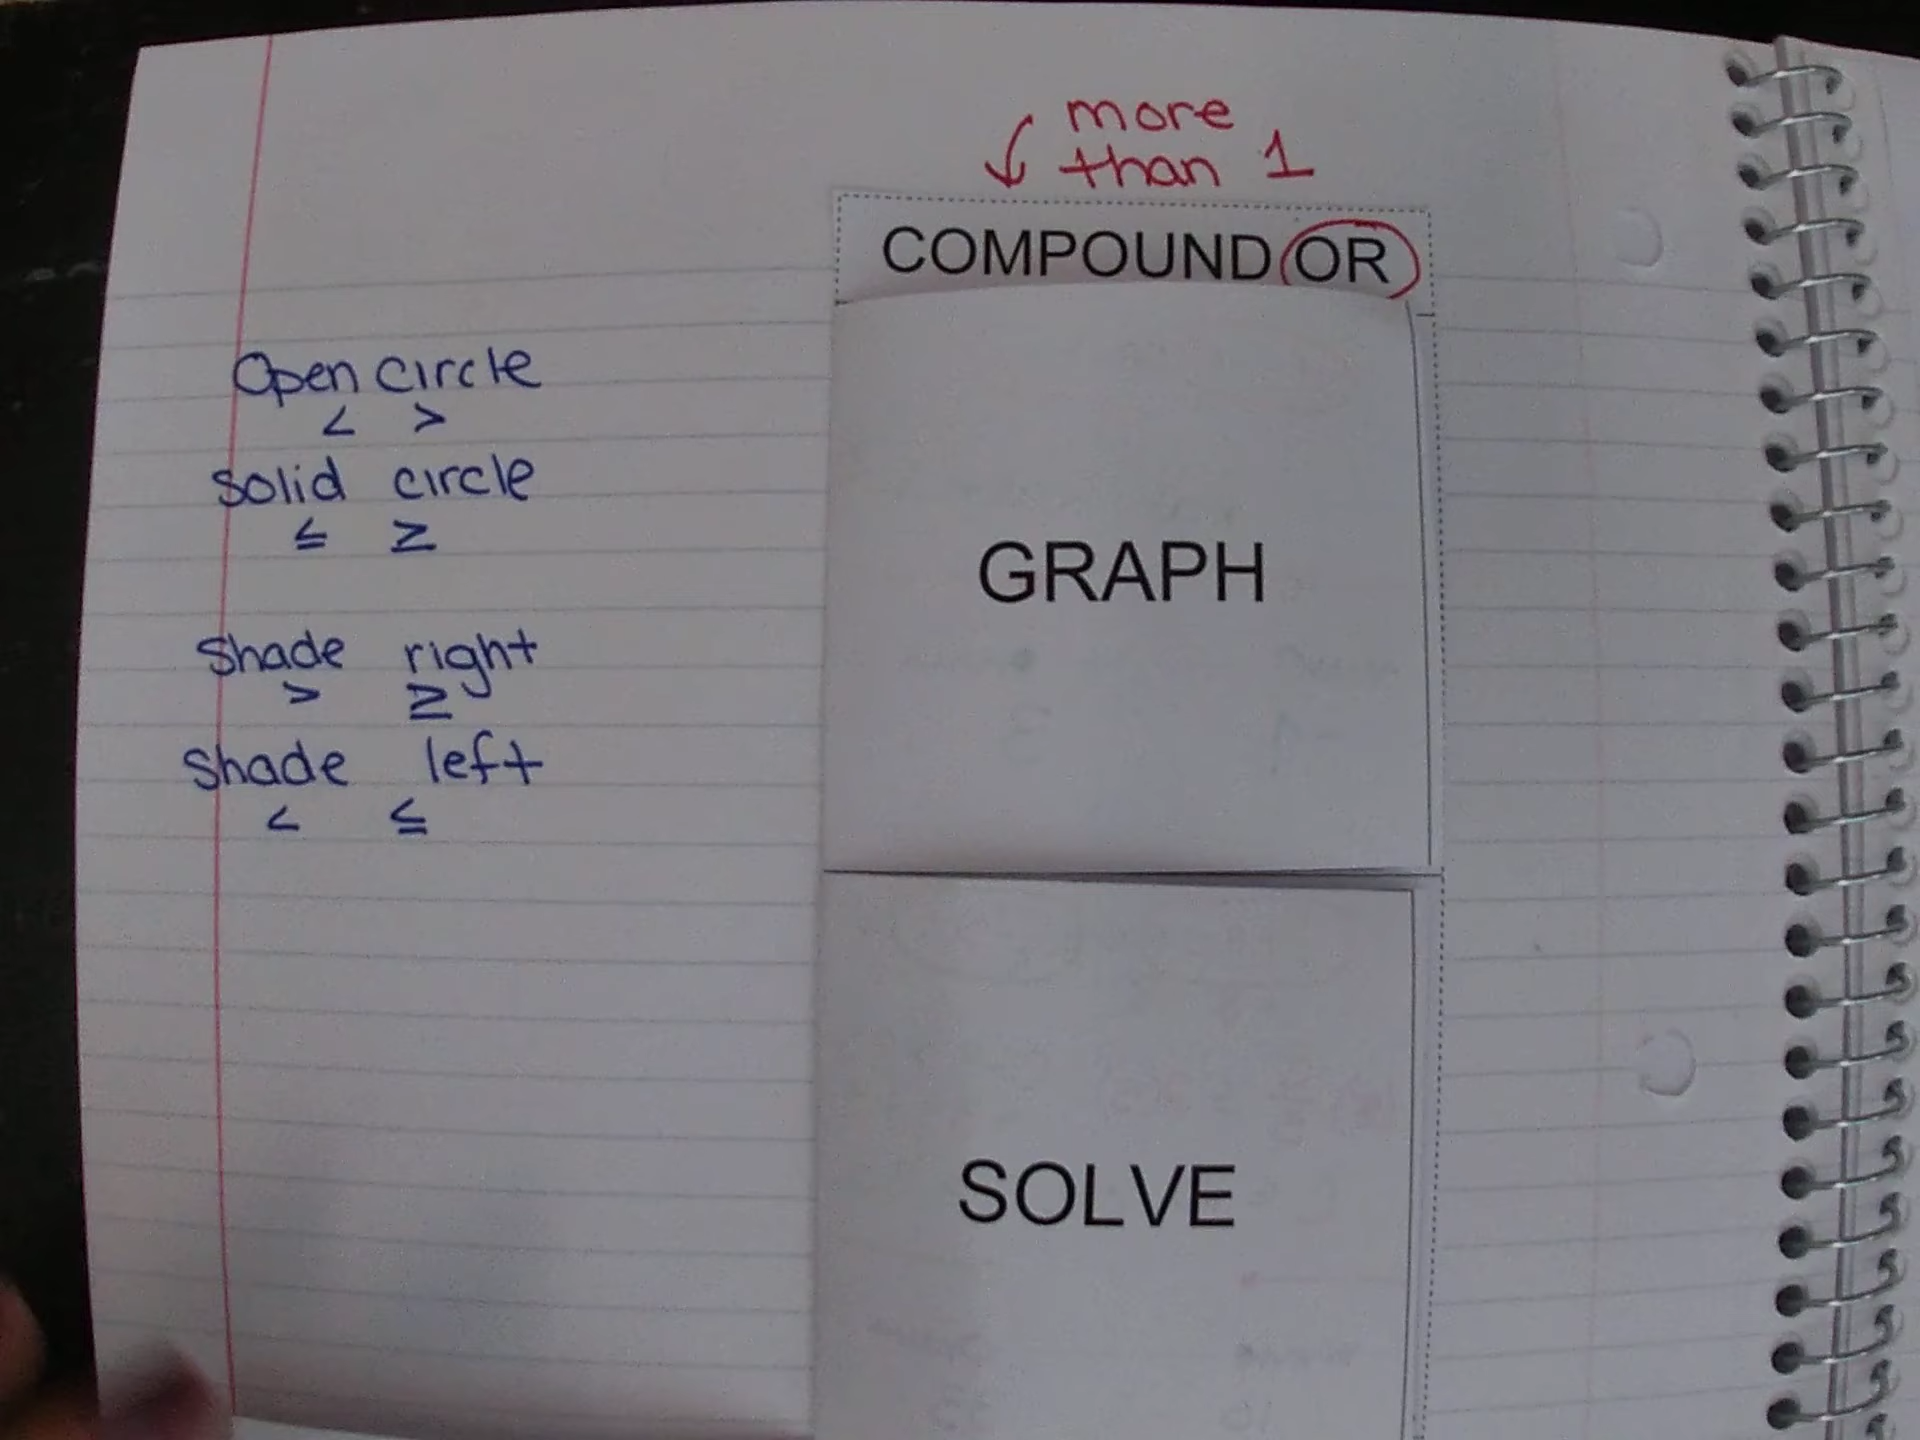 more
than 1
COMPOUND OR
Open circle
< >
Solid circle
≤ ≥
GRAPH
Shade right
> ≥
Shade left
< ≤
SOLVE